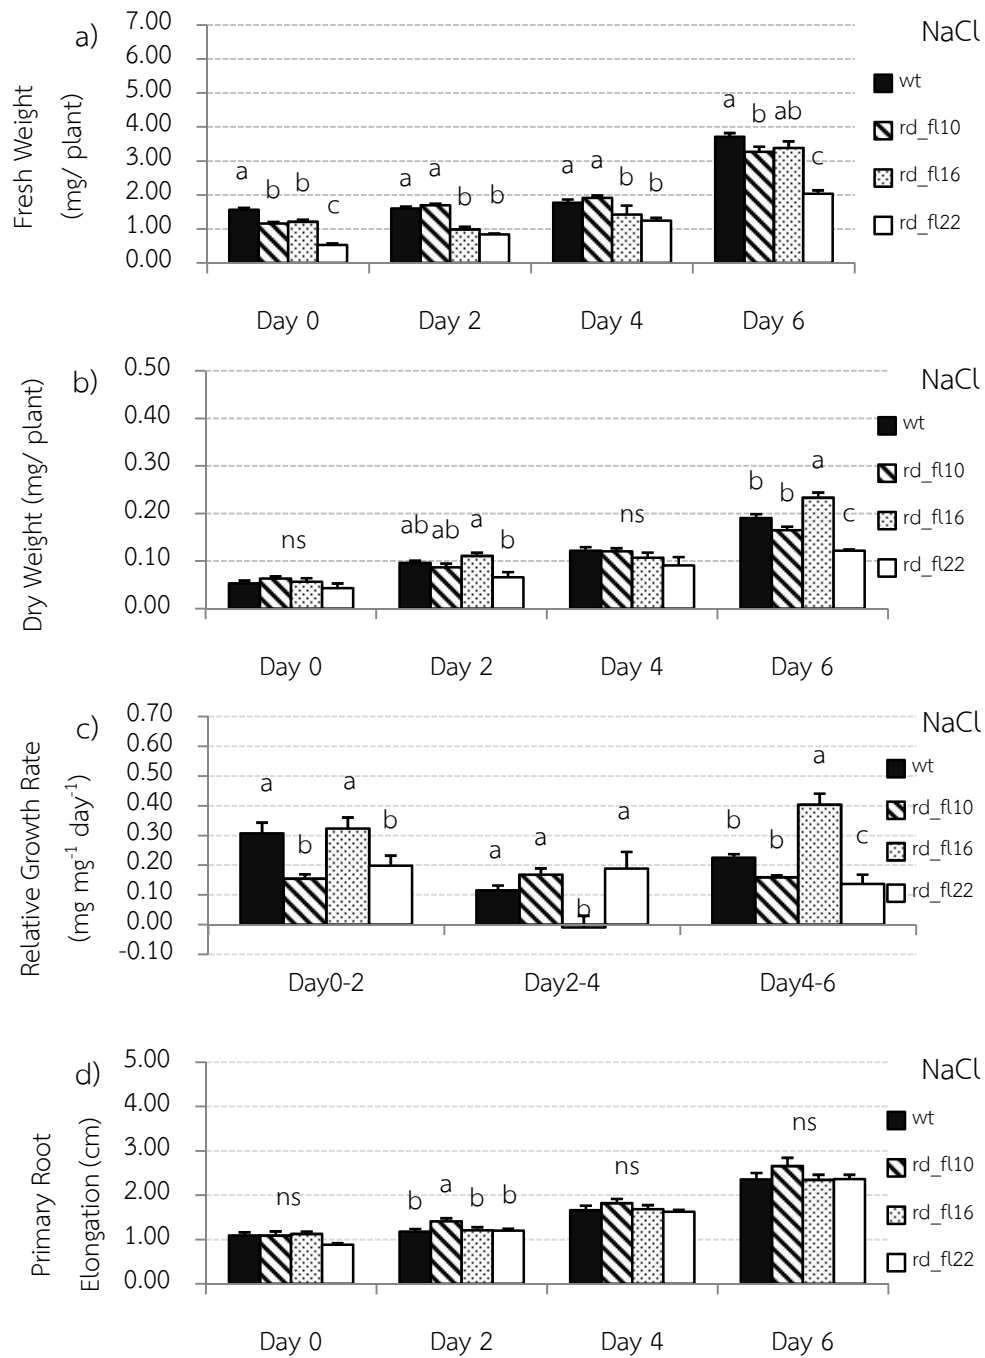 a)
NaCl
Fresh Weight
(mg/ plant)
7.00
6.00
5.00
4.00
3.00
2.00
1.00
0.00
a b b c
a a b b
a a b b
a b ab c
Day 0 Day 2 Day 4 Day 6
wt
rd_fl10
rd_fl16
rd_fl22
b)
NaCl
Dry Weight (mg/ plant)
0.50
0.40
0.30
0.20
0.10
0.00
ns
ab ab a b
ns
b b a c
Day 0 Day 2 Day 4 Day 6
wt
rd_fl10
rd_fl16
rd_fl22
c)
NaCl
Relative Growth Rate
(mg mg⁻¹ day⁻¹)
0.70
0.60
0.50
0.40
0.30
0.20
0.10
0.00
-0.10
a b a b
a a b a
b b a c
Day0-2 Day2-4 Day4-6
wt
rd_fl10
rd_fl16
rd_fl22
d)
NaCl
Primary Root
Elongation (cm)
5.00
4.00
3.00
2.00
1.00
0.00
ns
b a b b
ns
ns
Day 0 Day 2 Day 4 Day 6
wt
rd_fl10
rd_fl16
rd_fl22